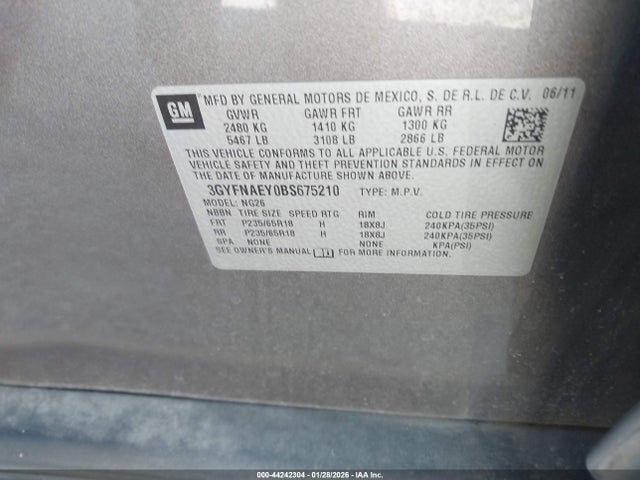 GM
MFD BY GENERAL MOTORS DE MEXICO, S. DE R.L. DE C.V. 06/11
GVWR GAWR FRT GAWR RR
2480 KG 1410 KG 1300 KG
5467 LB 3108 LB 2866 LB
THIS VEHICLE CONFORMS TO ALL APPLICABLE U.S. FEDERAL MOTOR
VEHICLE SAFETY AND THEFT PREVENTION STANDARDS IN EFFECT ON
THE DATE OF MANUFACTURE SHOWN ABOVE.
3GYFNAEY0BS675210 TYPE: M.P.V.
MODEL: NG26
NBBN TIRE SIZE SPEED RTG RIM COLD TIRE PRESSURE
FRT P235/65R18 H 18X8J 240KPA(35PSI)
RR P235/65R18 H 18X8J 240KPA(35PSI)
SPA NONE NONE KPA(PSI)
SEE OWNER'S MANUAL FOR MORE INFORMATION.
000-44242304 | 01/28/2026 - IAA Inc.